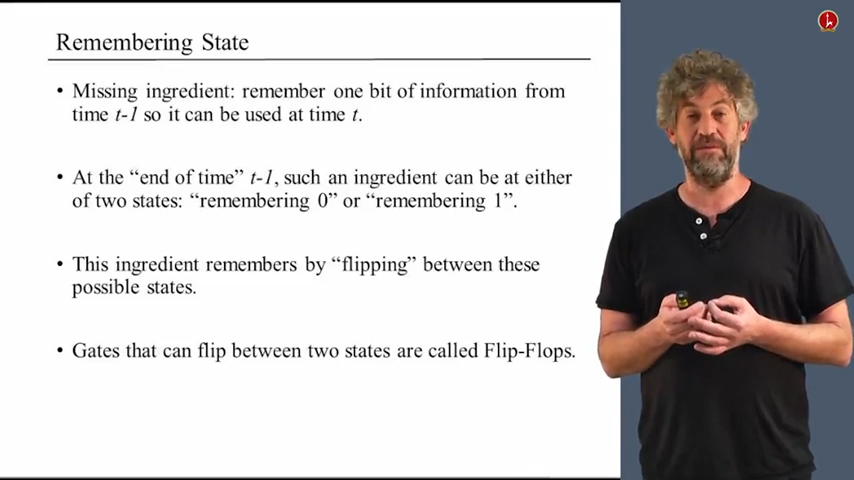 Remembering State
• Missing ingredient: remember one bit of information from
time t-1 so it can be used at time t.
• At the “end of time” t-1, such an ingredient can be at either
of two states: “remembering 0” or “remembering 1”.
• This ingredient remembers by “flipping” between these
possible states.
• Gates that can flip between two states are called Flip-Flops.